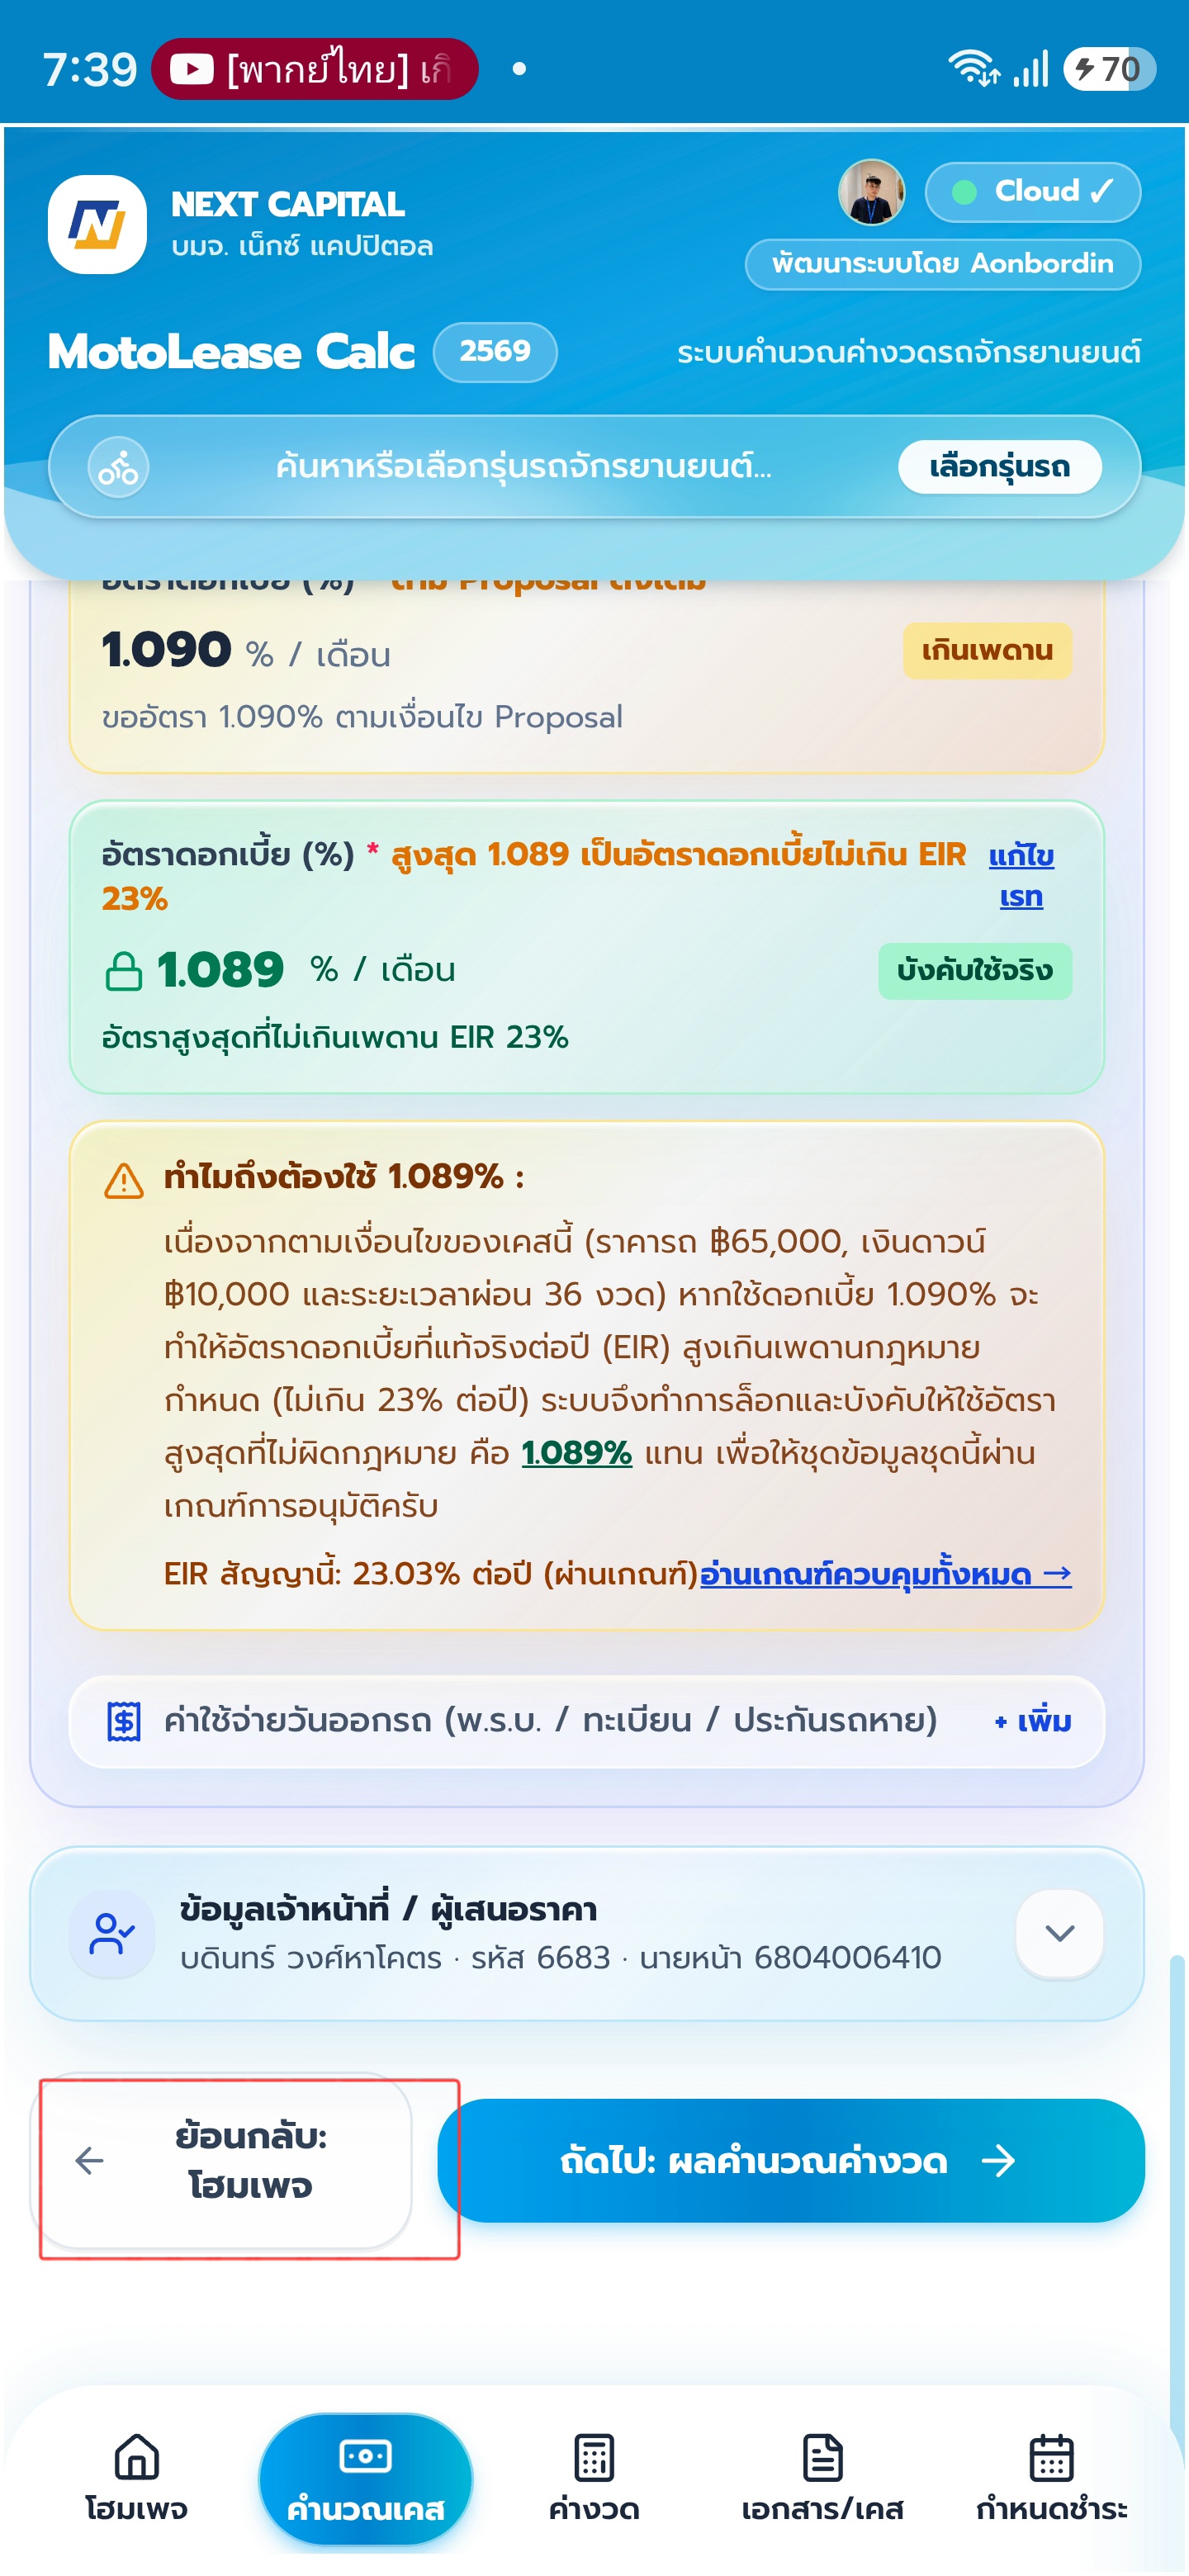 7:39 [พากย์ไทย] เกิ 70
NEXT CAPITAL
บมจ. เน็กซ์ แคปปิตอล
Cloud ✓
พัฒนาระบบโดย Aonbordin
MotoLease Calc 2569 ระบบคำนวณค่างวดรถจักรยานยนต์
ค้นหาหรือเลือกรุ่นรถจักรยานยนต์... เลือกรุ่นรถ
อัตราดอกเบี้ย (%) ตาม Proposal ดั้งเดิม
1.090 % / เดือน เกินเพดาน
ขออัตรา 1.090% ตามเงื่อนไข Proposal
อัตราดอกเบี้ย (%) * สูงสุด 1.089 เป็นอัตราดอกเบี้ยไม่เกิน EIR 23%
แก้ไขเรท
1.089 % / เดือน บังคับใช้จริง
อัตราสูงสุดที่ไม่เกินเพดาน EIR 23%
ทำไมถึงต้องใช้ 1.089% :
เนื่องจากตามเงื่อนไขของเคสนี้ (ราคารถ ฿65,000, เงินดาวน์
฿10,000 และระยะเวลาผ่อน 36 งวด) หากใช้ดอกเบี้ย 1.090% จะ
ทำให้อัตราดอกเบี้ยที่แท้จริงต่อปี (EIR) สูงเกินเพดานกฎหมาย
กำหนด (ไม่เกิน 23% ต่อปี) ระบบจึงทำการล็อกและบังคับให้ใช้อัตรา
สูงสุดที่ไม่ผิดกฎหมาย คือ 1.089% แทน เพื่อให้ชุดข้อมูลชุดนี้ผ่าน
เกณฑ์การอนุมัติครับ
EIR สัญญานี้: 23.03% ต่อปี (ผ่านเกณฑ์)อ่านเกณฑ์ควบคุมทั้งหมด →
ค่าใช้จ่ายวันออกรถ (พ.ร.บ. / ทะเบียน / ประกันรถหาย) + เพิ่ม
ข้อมูลเจ้าหน้าที่ / ผู้เสนอราคา
บดินทร์ วงศ์หาโคตร · รหัส 6683 · นายหน้า 6804006410
← ย้อนกลับ:
โฮมเพจ
ถัดไป: ผลคำนวณค่างวด →
โฮมเพจ คำนวณเคส ค่างวด เอกสาร/เคส กำหนดชำระ